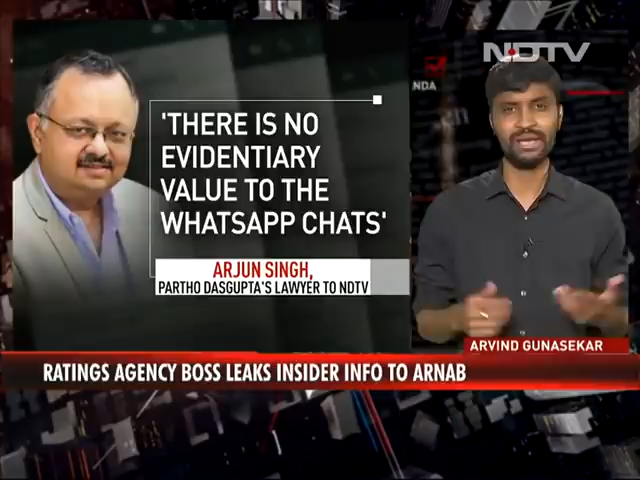 NDTV
NDA
'THERE IS NO
EVIDENTIARY
VALUE TO THE
WHATSAPP CHATS'
ARJUN SINGH,
PARTHO DASGUPTA'S LAWYER TO NDTV
ARVIND GUNASEKAR
RATINGS AGENCY BOSS LEAKS INSIDER INFO TO ARNAB